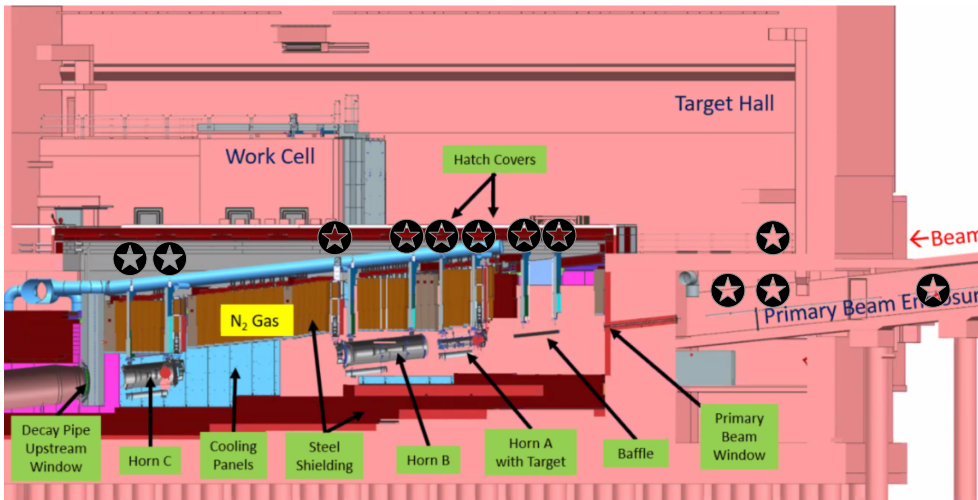 Target Hall
Work Cell
Hatch Covers
←Beam
N₂ Gas
Primary Beam Enclosur
Decay Pipe
Upstream
Window
Horn C
Cooling
Panels
Steel
Shielding
Horn B
Horn A
with Target
Baffle
Primary
Beam
Window